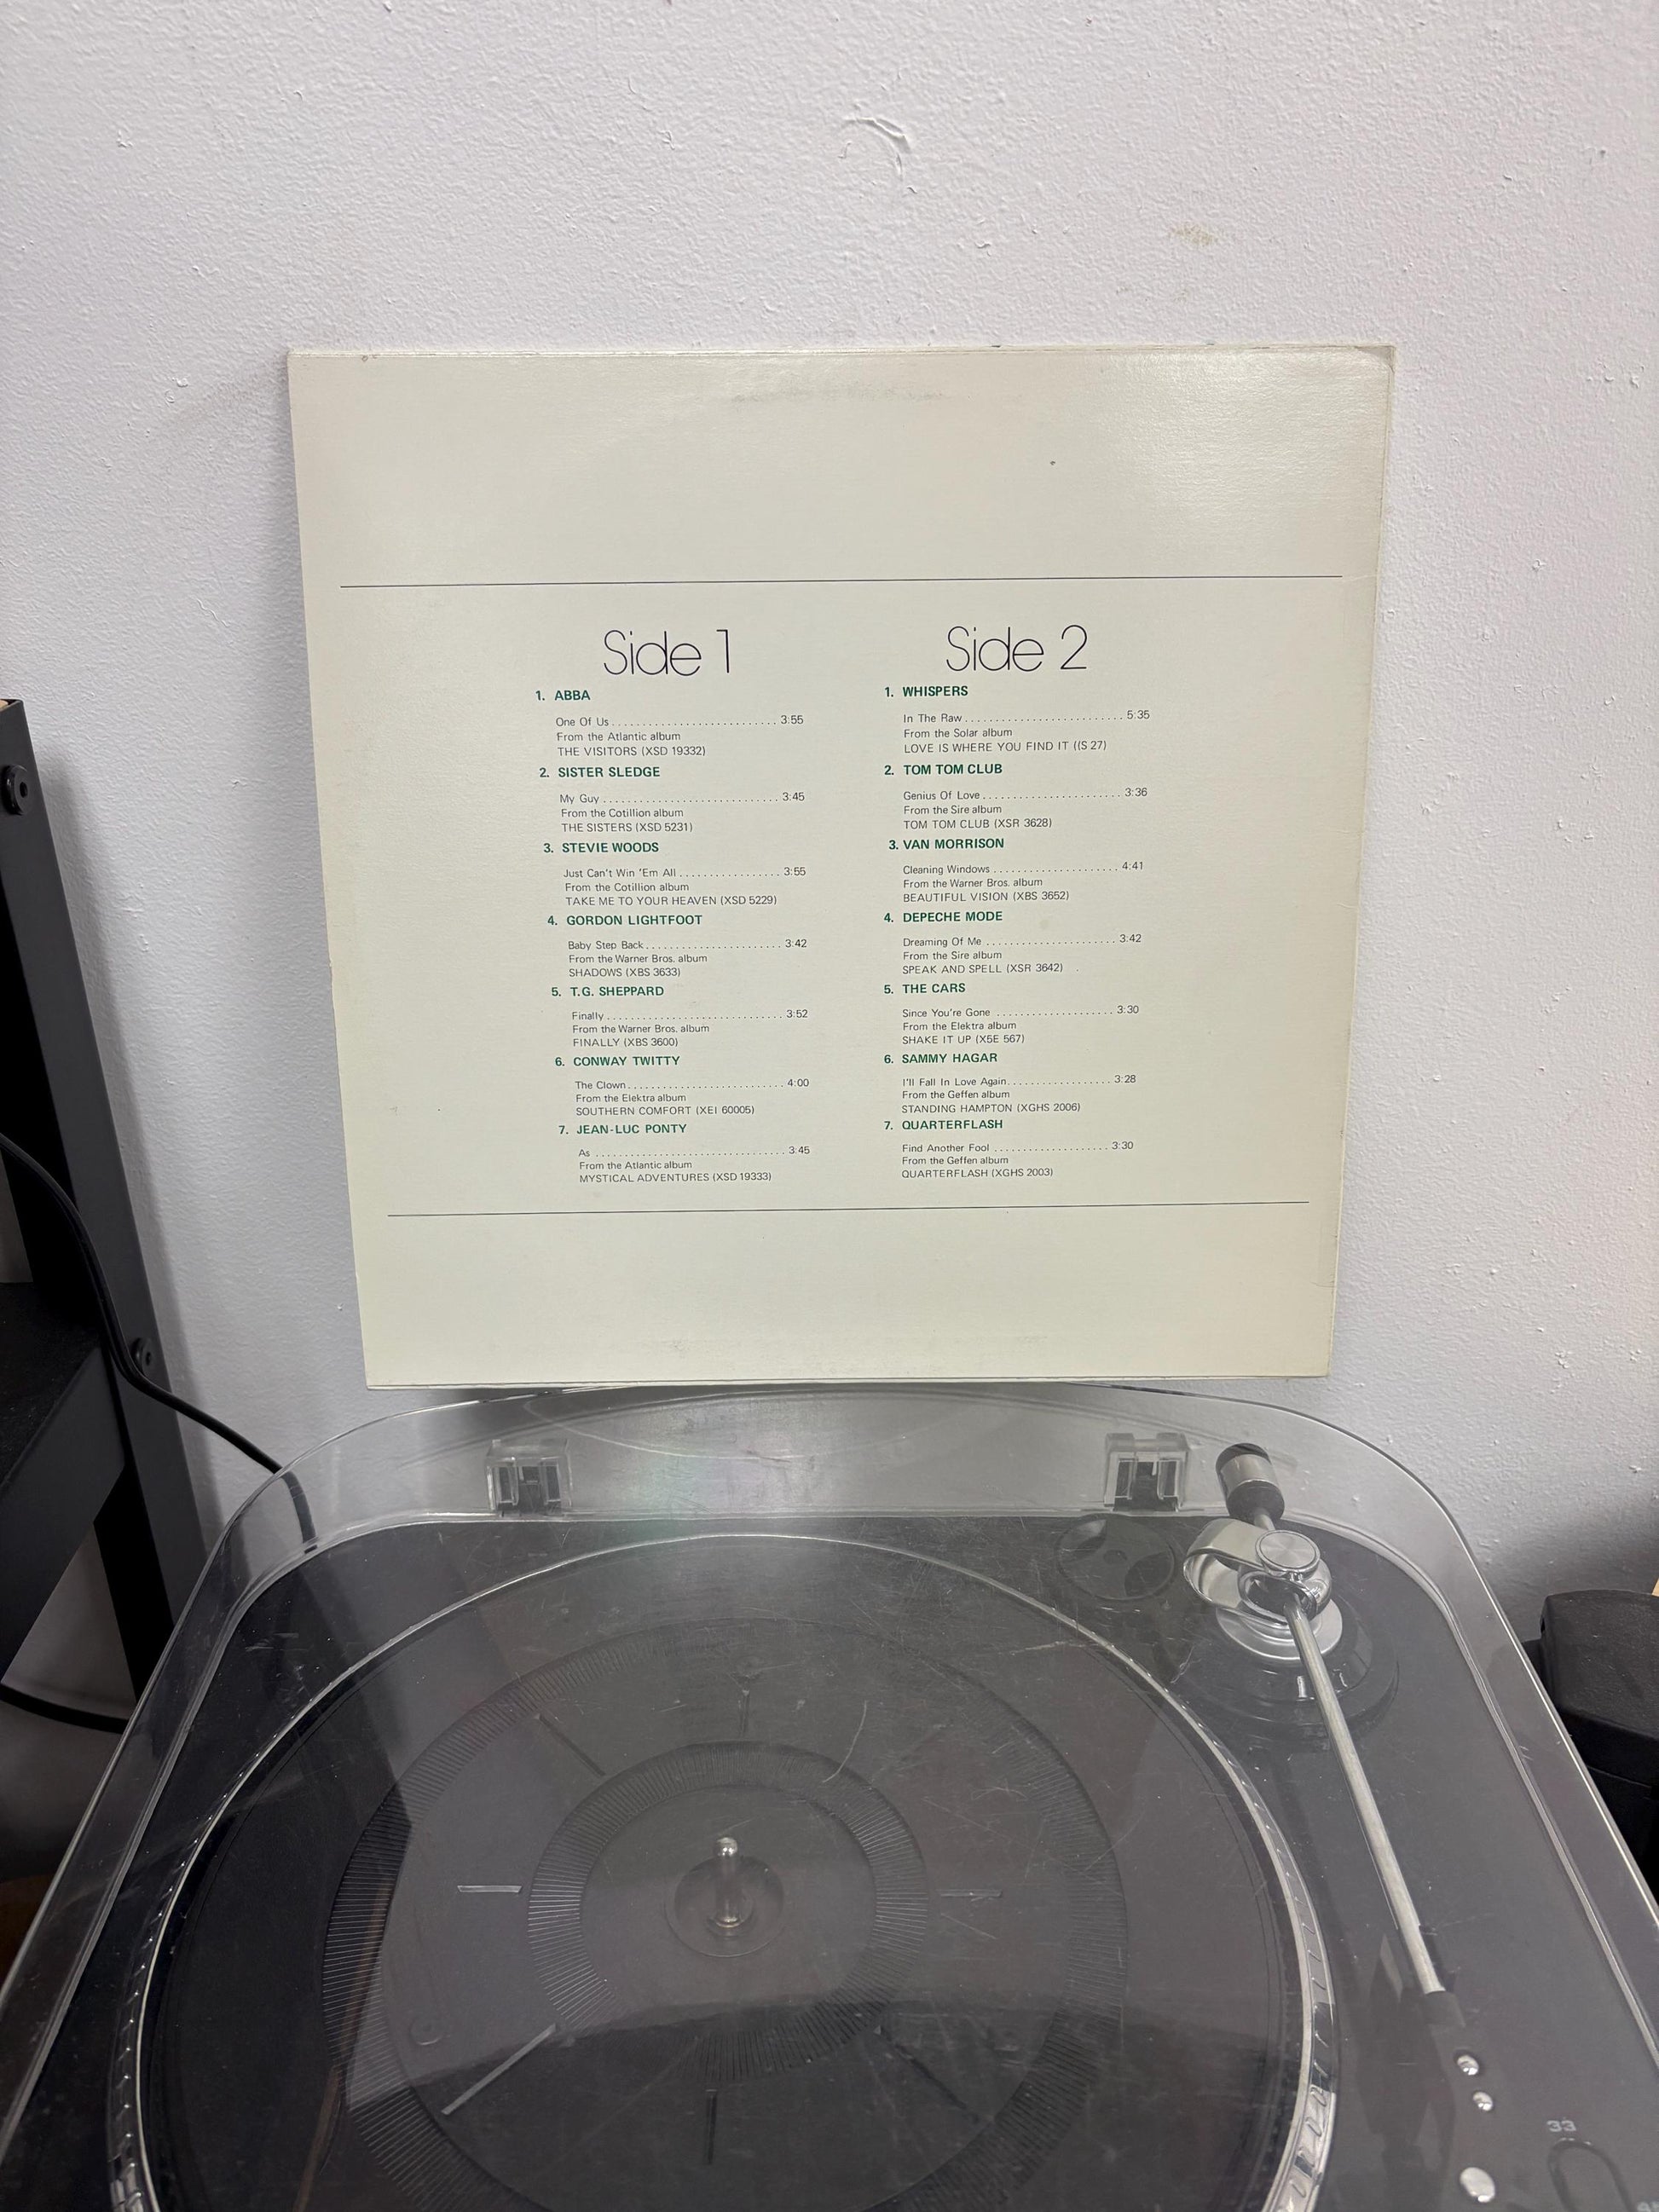 Side 1
1. ABBA
One Of Us........................... 3:55
From the Atlantic album
THE VISITORS (XSD 19332)
2. SISTER SLEDGE
My Guy............................. 3:45
From the Cotillion album
THE SISTERS (XSD 5231)
3. STEVIE WOODS
Just Can't Win 'Em All................. 3:55
From the Cotillion album
TAKE ME TO YOUR HEAVEN (XSD 5229)
4. GORDON LIGHTFOOT
Baby Step Back....................... 3:42
From the Warner Bros. album
SHADOWS (XBS 3633)
5. T.G. SHEPPARD
Finally.............................. 3:52
From the Warner Bros. album
FINALLY (XBS 3600)
6. CONWAY TWITTY
The Clown.......................... 4:00
From the Elektra album
SOUTHERN COMFORT (XEI 60005)
7. JEAN-LUC PONTY
As ................................ 3:45
From the Atlantic album
MYSTICAL ADVENTURES (XSD 19333)
Side 2
1. WHISPERS
In The Raw.......................... 5:35
From the Solar album
LOVE IS WHERE YOU FIND IT ((S 27)
2. TOM TOM CLUB
Genius Of Love....................... 3:36
From the Sire album
TOM TOM CLUB (XSR 3628)
3. VAN MORRISON
Cleaning Windows..................... 4:41
From the Warner Bros. album
BEAUTIFUL VISION (XBS 3652)
4. DEPECHE MODE
Dreaming Of Me ...................... 3:42
From the Sire album
SPEAK AND SPELL (XSR 3642)
5. THE CARS
Since You're Gone .................... 3:30
From the Elektra album
SHAKE IT UP (X5E 567)
6. SAMMY HAGAR
I'll Fall In Love Again.................. 3:28
From the Geffen album
STANDING HAMPTON (XGHS 2006)
7. QUARTERFLASH
Find Another Fool .................... 3:30
From the Geffen album
QUARTERFLASH (XGHS 2003)
33